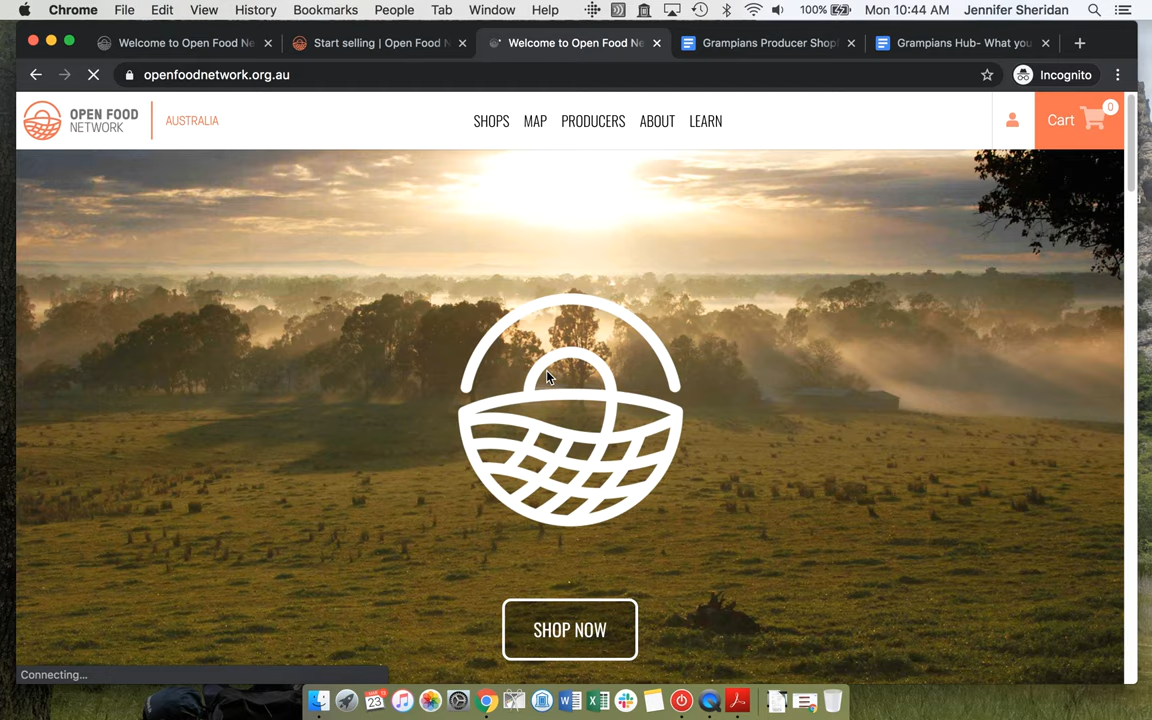 Chrome File Edit View History Bookmarks People Tab Window Help 100% Mon 10:44 AM Jennifer Sheridan
Welcome to Open Food Ne Start selling | Open Food N Welcome to Open Food Ne Grampians Producer Shop Grampians Hub- What you
openfoodnetwork.org.au Incognito
OPEN FOOD
NETWORK
AUSTRALIA
SHOPS MAP PRODUCERS ABOUT LEARN
Cart 0
SHOP NOW
Connecting...
23